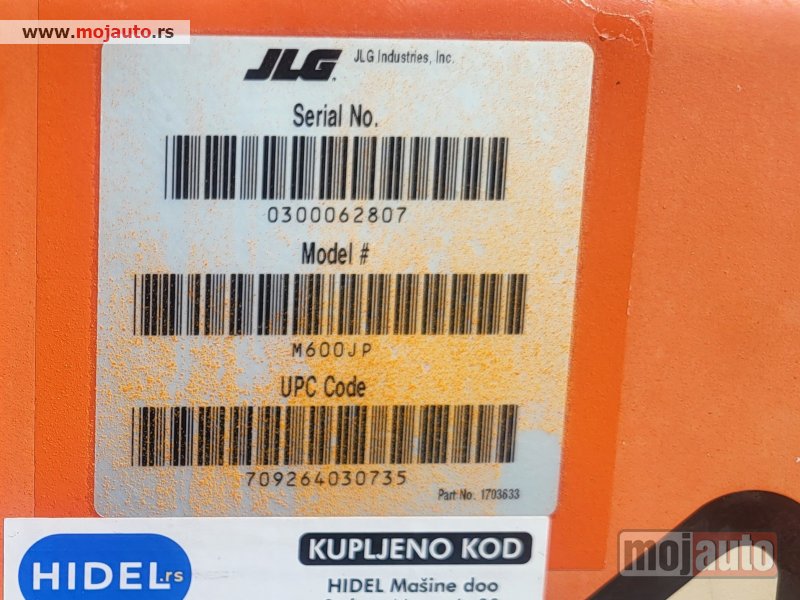 www.mojauto.rs
JLG JLG Industries, Inc.
Serial No.
0300062807
Model #
M600JP
UPC Code
709264030735
Part No. 1703633
HIDEL.rs
KUPLJENO KOD
HIDEL Mašine doo
mojauto